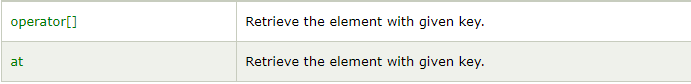 operator[] Retrieve the element with given key.
at Retrieve the element with given key.